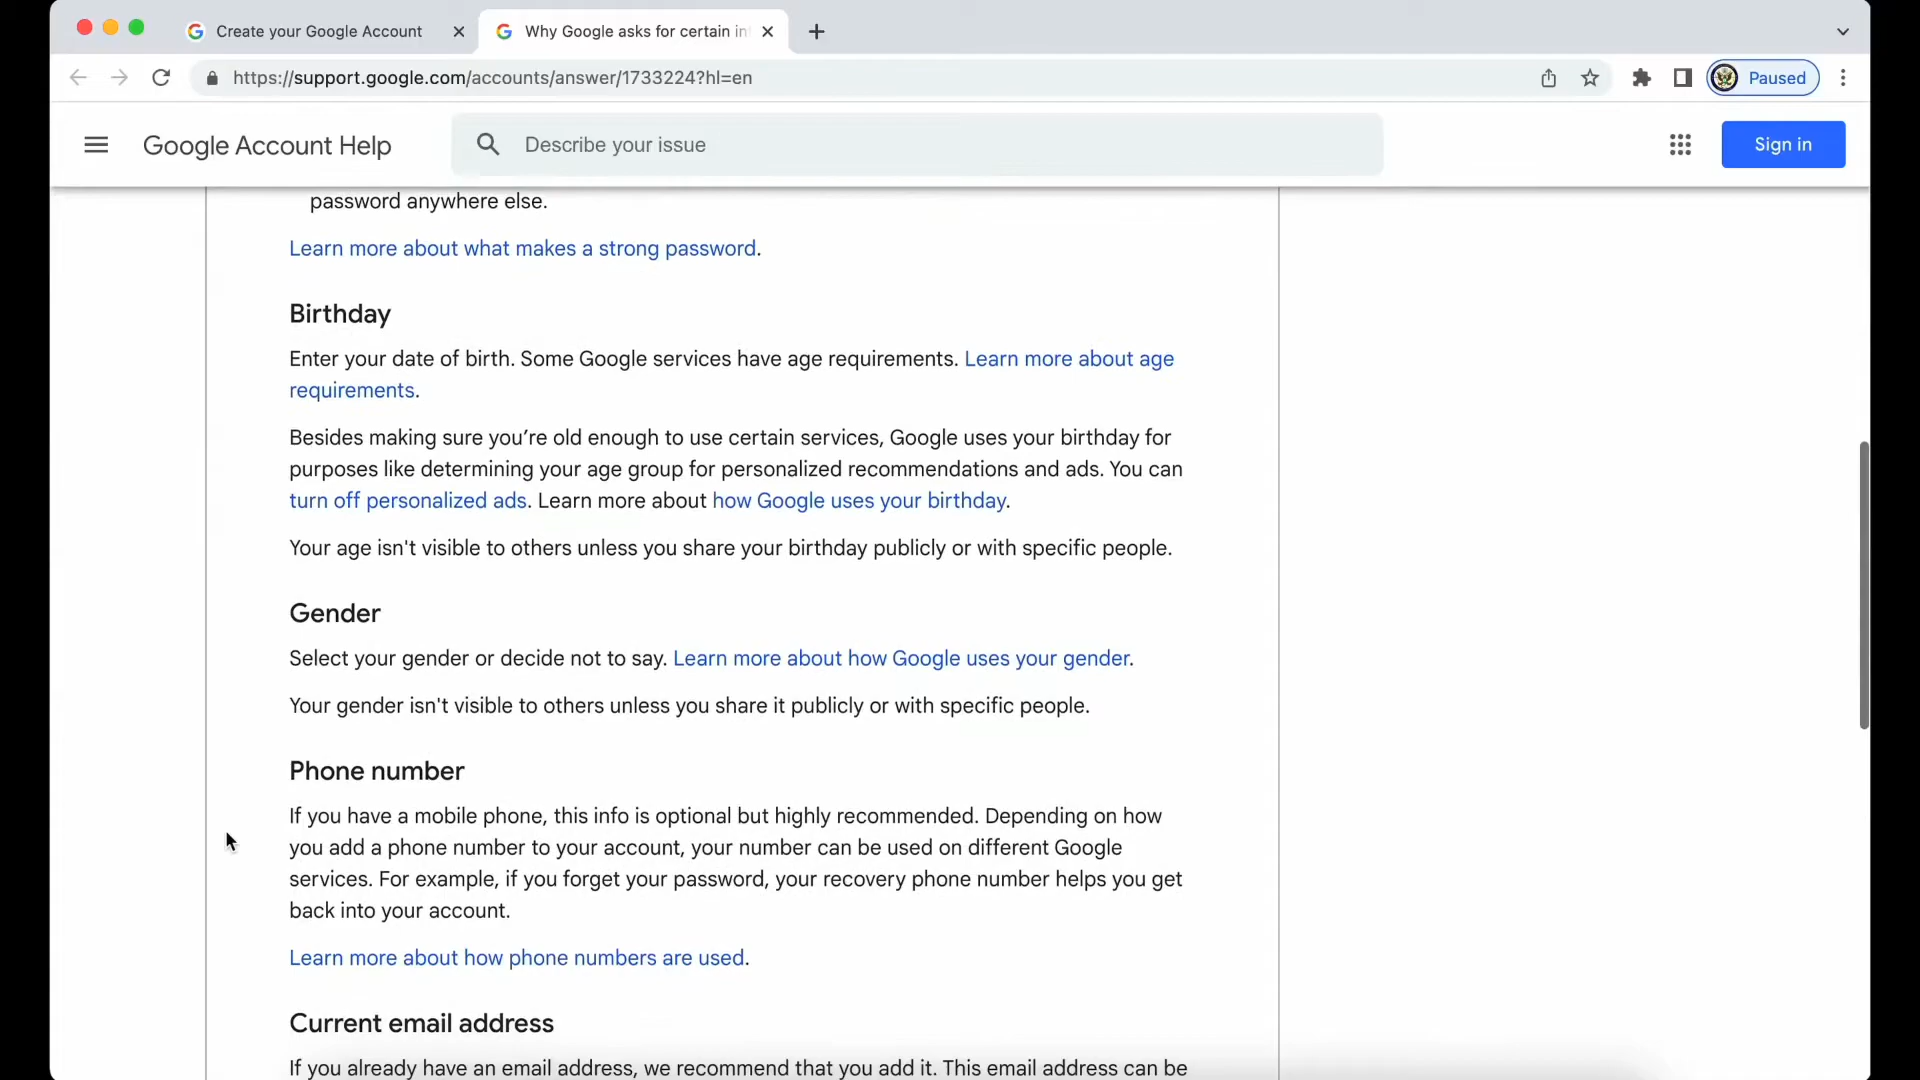 Create your Google Account
Why Google asks for certain in
https://support.google.com/accounts/answer/1733224?hl=en
Paused
Google Account Help
Describe your issue
Sign in
password anywhere else.
Learn more about what makes a strong password.
Birthday
Enter your date of birth. Some Google services have age requirements. Learn more about age
requirements.
Besides making sure you’re old enough to use certain services, Google uses your birthday for
purposes like determining your age group for personalized recommendations and ads. You can
turn off personalized ads. Learn more about how Google uses your birthday.
Your age isn't visible to others unless you share your birthday publicly or with specific people.
Gender
Select your gender or decide not to say. Learn more about how Google uses your gender.
Your gender isn't visible to others unless you share it publicly or with specific people.
Phone number
If you have a mobile phone, this info is optional but highly recommended. Depending on how
you add a phone number to your account, your number can be used on different Google
services. For example, if you forget your password, your recovery phone number helps you get
back into your account.
Learn more about how phone numbers are used.
Current email address
If you already have an email address, we recommend that you add it. This email address can be